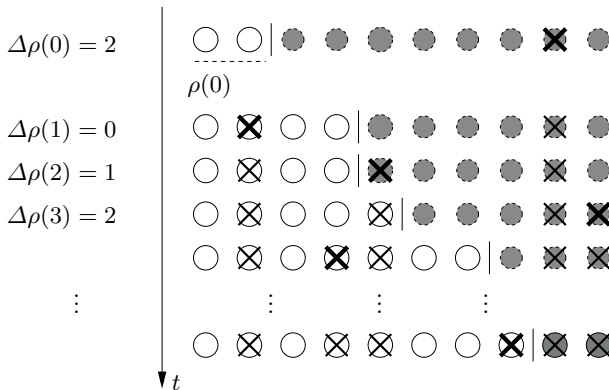 Δρ(0) = 2
ρ(0)
Δρ(1) = 0
Δρ(2) = 1
Δρ(3) = 2
⋮ ⋮ ⋮ ⋮
t